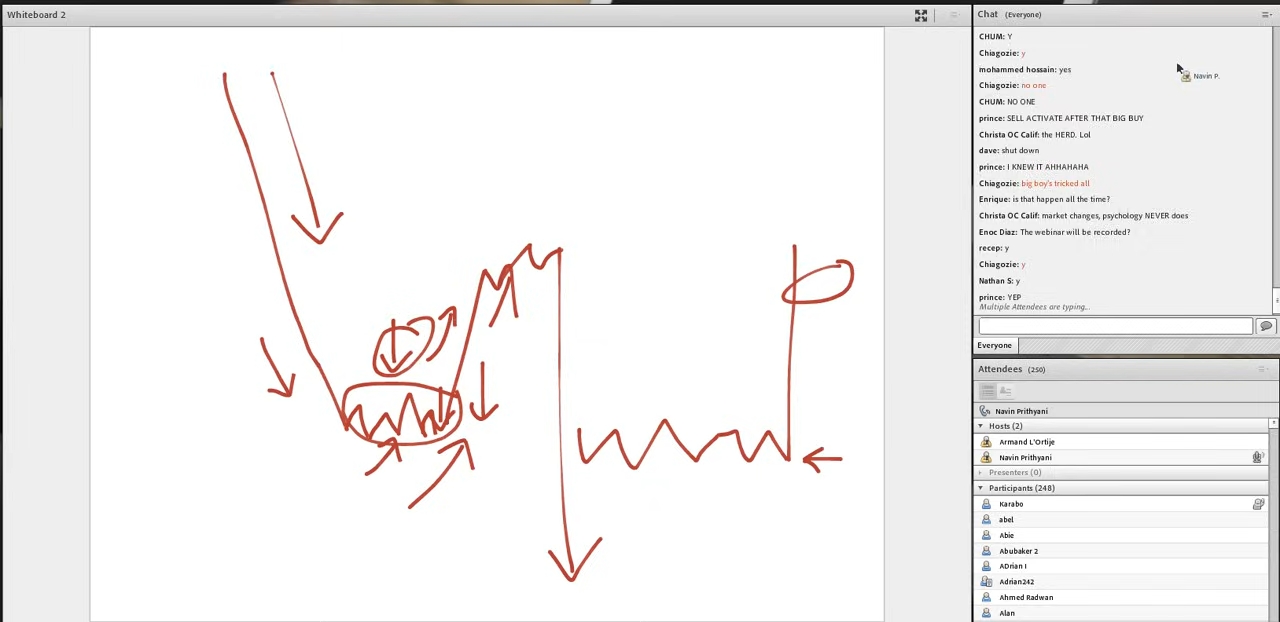 Whiteboard 2
Chat (Everyone)
CHUM: Y
Chiagozie: y
mohammed hossain: yes
Navin P.
Chiagozie: no one
CHUM: NO ONE
prince: SELL ACTIVATE AFTER THAT BIG BUY
Christa OC Calif: the HERD. Lol
dave: shut down
prince: I KNEW IT AHHAHAHA
Chiagozie: big boy's tricked all
Enrique: is that happen all the time?
Christa OC Calif: market changes, psychology NEVER does
Enoc Diaz: The webinar will be recorded?
recep: y
Chiagozie: y
Nathan S: y
prince: YEP
Multiple Attendees are typing...
Everyone
Attendees (250)
Navin Prithyani
Hosts (2)
Armand L'Ortije
Navin Prithyani
Presenters (0)
Participants (248)
Karabo
abel
Abie
Abubaker 2
ADrian I
Adrian242
Ahmed Radwan
Alan